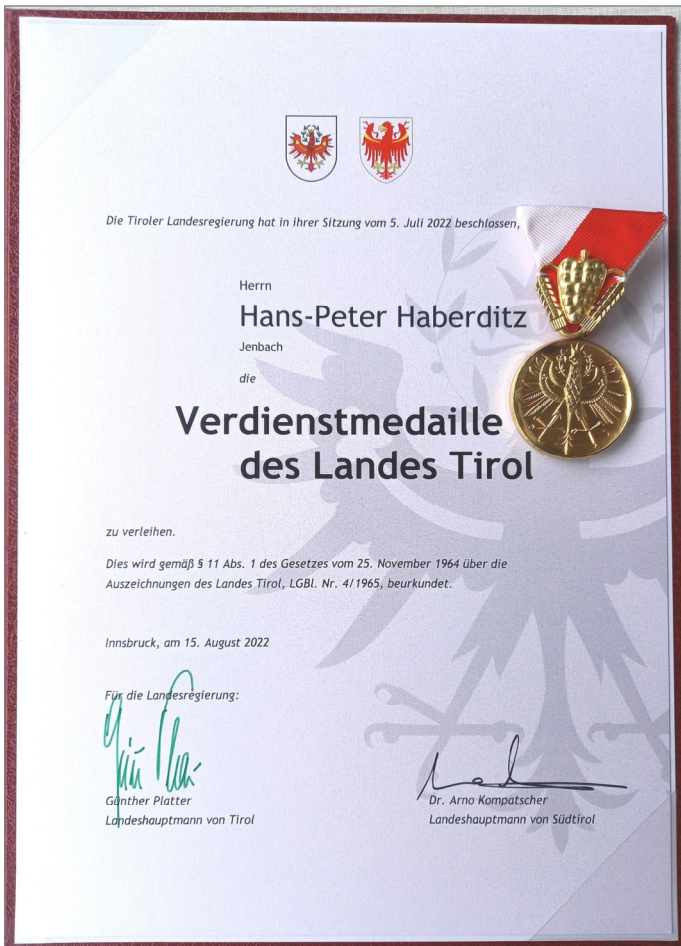 Die Tiroler Landesregierung hat in ihrer Sitzung vom 5. Juli 2022 beschlossen,
Herrn
Hans-Peter Haberditz
Jenbach
die
Verdienstmedaille
des Landes Tirol
zu verleihen.
Dies wird gemäß § 11 Abs. 1 des Gesetzes vom 25. November 1964 über die
Auszeichnungen des Landes Tirol, LGBl. Nr. 4/1965, beurkundet.
Innsbruck, am 15. August 2022
Für die Landesregierung:
Günther Platter
Landeshauptmann von Tirol
Dr. Arno Kompatscher
Landeshauptmann von Südtirol